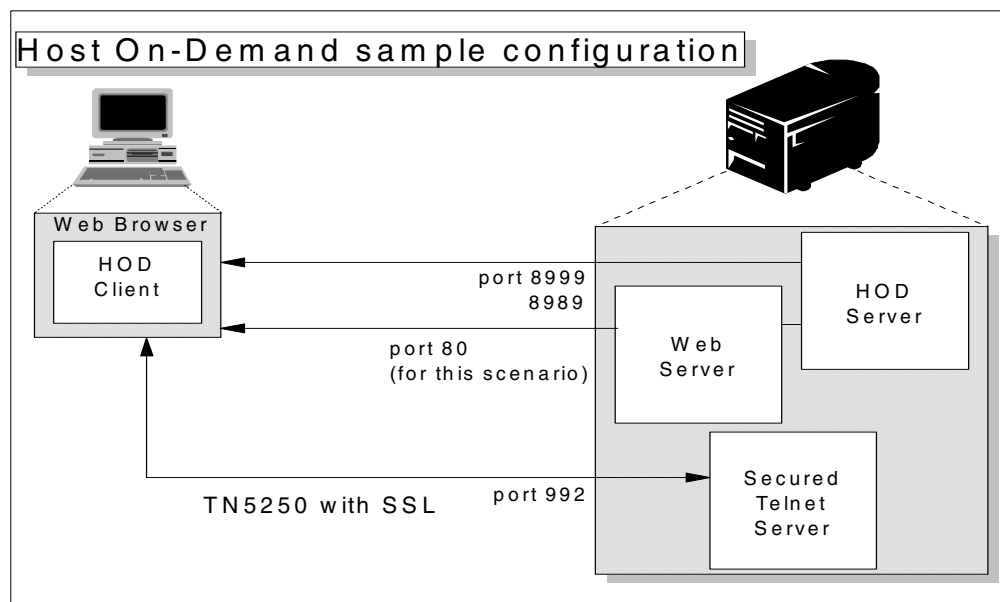 Host On-Demand sample configuration
Web Browser
HOD
Client
port 8999
8989
HOD
Server
port 80
(for this scenario)
Web
Server
TN5250 with SSL
port 992
Secured
Telnet
Server